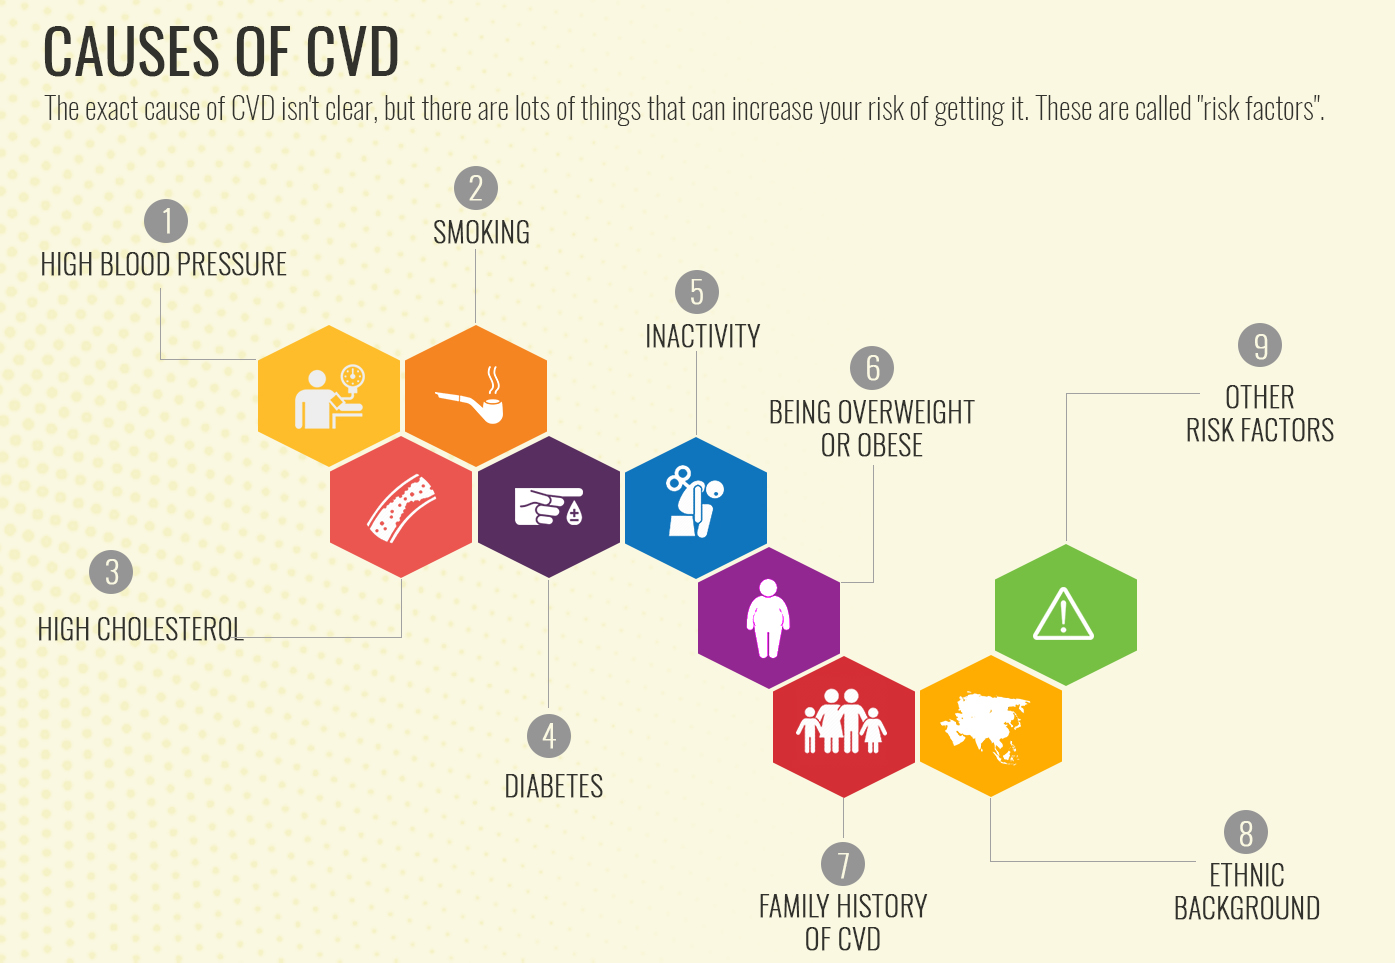 CAUSES OF CVD
The exact cause of CVD isn't clear, but there are lots of things that can increase your risk of getting it. These are called "risk factors".
1
HIGH BLOOD PRESSURE
2
SMOKING
3
HIGH CHOLESTEROL
4
DIABETES
5
INACTIVITY
6
BEING OVERWEIGHT
OR OBESE
7
FAMILY HISTORY
OF CVD
8
ETHNIC
BACKGROUND
9
OTHER
RISK FACTORS